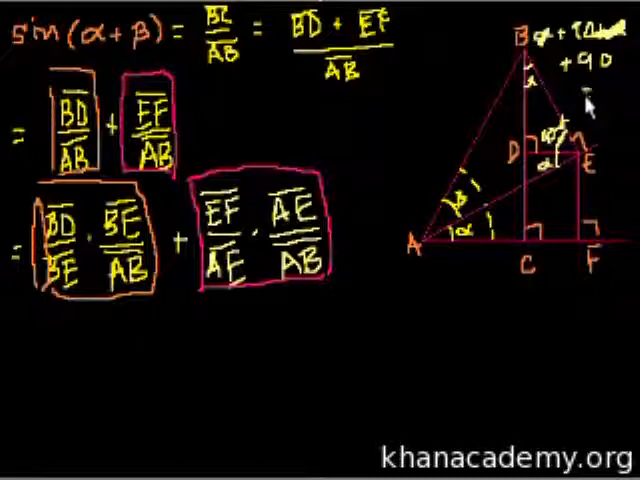 sin(α+β) = BC/AB = BD + EF/AB
= BD/AB + EF/AB
= BD/BE · BE/AB + EF/AE · AE/AB
B
+ 90
D
α
E
A
β
α
C
F
khanacademy.org